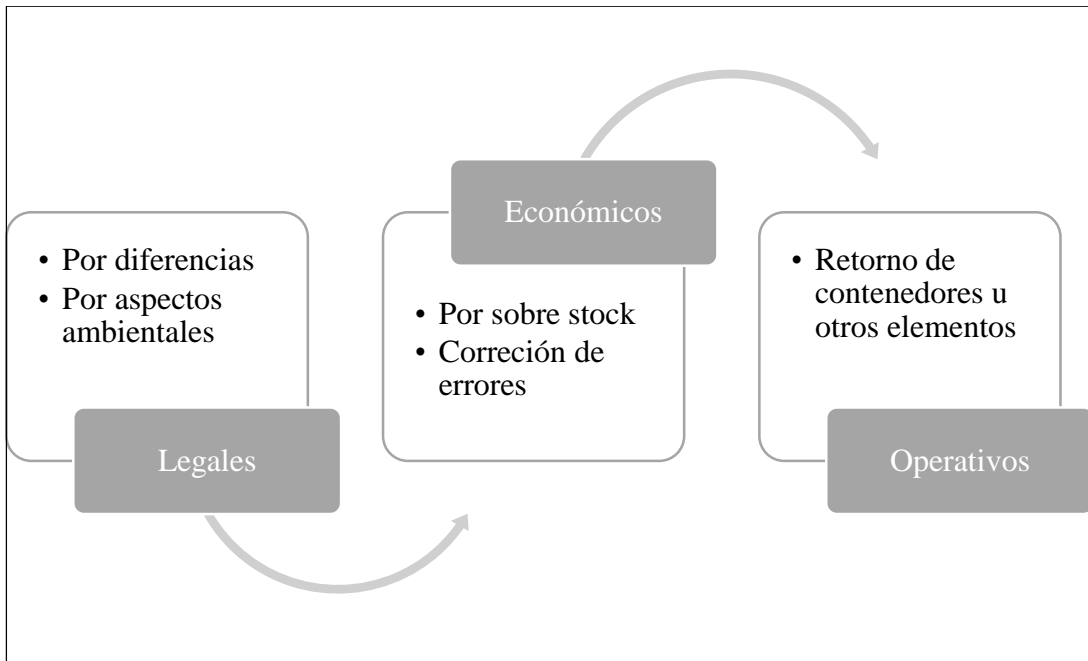 • Por diferencias
• Por aspectos
ambientales
Legales
Económicos
• Por sobre stock
• Correción de
errores
• Retorno de
contenedores u
otros elementos
Operativos